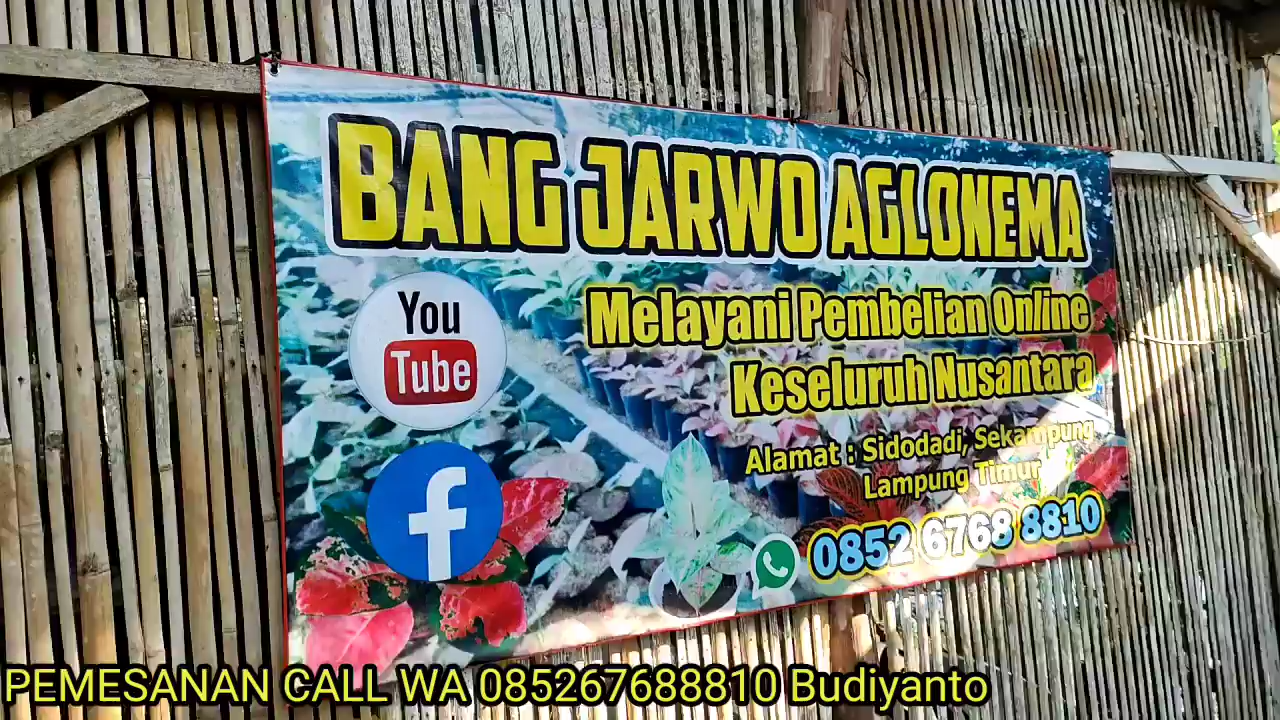 BANG JARWO AGLONEMA
You
Tube
Melayani Pembelian Online
Keseluruh Nusantara
Alamat : Sidodadi, Sekampung
Lampung Timur
f
0852 6768 8810
PEMESANAN CALL WA 085267688810 Budiyanto